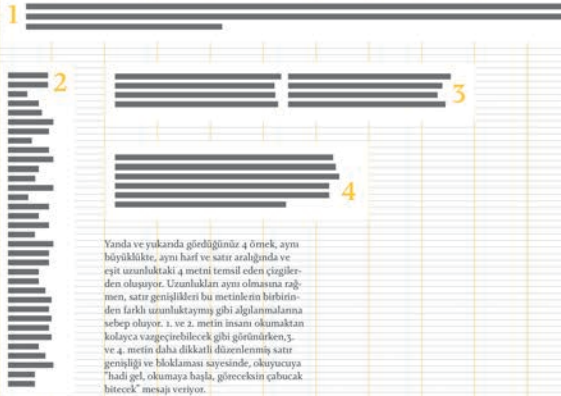 1
2
3
4
Yanda ve yukarıda gördüğünüz 4 örnek, aynı
büyüklükte, aynı harf ve satır aralığında ve
eşit uzunluktaki 4 metni temsil eden çizgiler-
den oluşuyor. Uzunlukları aynı olmasına rağ-
men, satır genişlikleri bu metinlerin birbirin-
den farklı uzunluktaymış gibi algılanmalarına
sebep oluyor. 1. ve 2. metin insanı okumaktan
kolayca vazgeçirebilecek gibi görünürken,3.
ve 4. metin daha dikkatli düzenlenmiş satır
genişliği ve bloklaması sayesinde, okuyucuya
"hadi gel, okumaya başla, göreceksin çabucak
bitecek" mesajı veriyor.